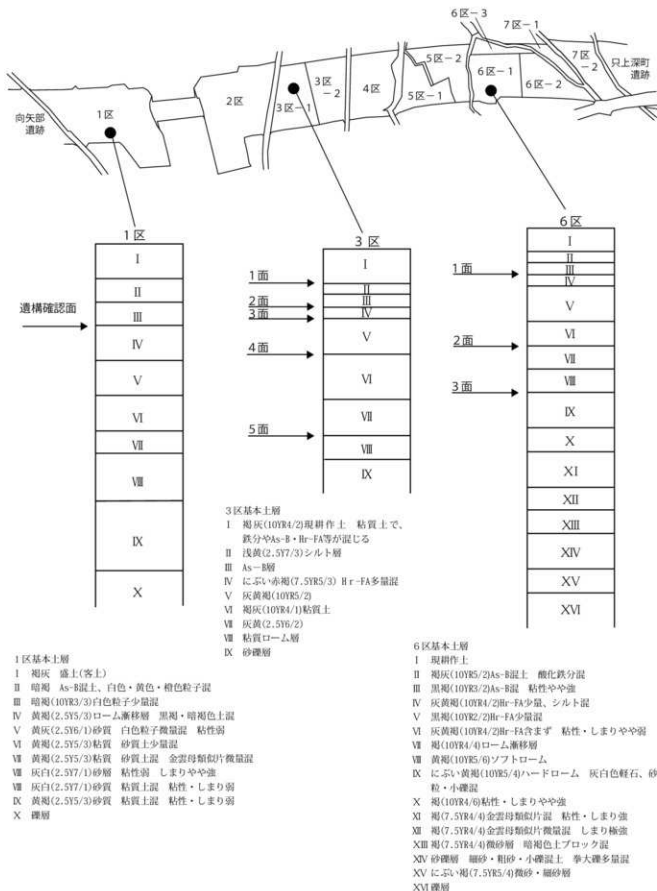 6区-3
7区-1
向矢部
遺跡
1区
2区
3区-1
3区
-2
4区
5区-1
5区-2
6区-1
6区-2
7区
-2
只上深町
遺跡
1区
Ⅰ
Ⅱ
Ⅲ
Ⅳ
Ⅴ
Ⅵ
Ⅶ
Ⅷ
Ⅸ
Ⅹ
遺構確認面
3区
Ⅰ
Ⅱ
Ⅲ
Ⅳ
Ⅴ
Ⅵ
Ⅶ
Ⅷ
Ⅸ
1面
2面
3面
4面
5面
6区
Ⅰ
Ⅱ
Ⅲ
Ⅳ
Ⅴ
Ⅵ
Ⅶ
Ⅷ
Ⅸ
Ⅹ
Ⅺ
Ⅻ
XⅢ
XⅣ
XⅤ
XⅥ
1面
2面
3面
3区基本土層
Ⅰ 褐灰(10YR4/2)現耕作土 粘質土で、
鉄分やAs-B・Hr-FA等が混じる
Ⅱ 浅黄(2.5Y7/3)シルト層
Ⅲ As-B層
Ⅳ にぶい赤褐(7.5YR5/3) Hr-FA多量混
Ⅴ 灰黄褐(10YR5/2)
Ⅵ 褐灰(10YR4/1)粘質土
Ⅶ 灰黄(2.5Y6/2)
Ⅷ 粘質ローム層
Ⅸ 砂礫層
1区基本土層
Ⅰ 褐灰 盛土(客土)
Ⅱ 暗褐 As-B混土、白色・黄色・橙色粒子混
Ⅲ 暗褐(10YR3/3)白色粒子少量混
Ⅳ 黄褐(2.5Y5/3)ローム漸移層 黒褐・暗褐色土混
Ⅴ 黄灰(2.5Y6/1)砂質 白色粒子微量混 粘性弱
Ⅵ 黄褐(2.5Y5/3)粘質 砂質土少量混
Ⅶ 黄褐(2.5Y5/3)粘質 砂質土混 金雲母類似片微量混
Ⅷ 灰白(2.5Y7/1)砂層 粘性弱 しまりやや強
Ⅷ 灰白(2.5Y7/1)砂質 粘質土混 粘性・しまり弱
Ⅸ 黄褐(2.5Y5/3)砂質 粘質土混 粘性・しまり弱
Ⅹ 礫層
6区基本土層
Ⅰ 現耕作土
Ⅱ 褐灰(10YR5/2)As-B混土 酸化鉄分混
Ⅲ 黒褐(10YR3/2)As-B混 粘性やや強
Ⅳ 灰黄褐(10YR4/2)Hr-FA少量、シルト混
Ⅴ 黒褐(10YR2/2)Hr-FA少量混
Ⅵ 灰黄褐(10YR4/2)Hr-FA含まず 粘性・しまりやや弱
Ⅶ 褐(10YR4/4)ローム漸移層
Ⅷ 黄褐(10YR5/6)ソフトローム
Ⅸ にぶい黄褐(10YR5/4)ハードローム 灰白色軽石、砂
粒・小礫混
Ⅹ 褐(10YR4/6)粘性・しまりやや強
Ⅺ 褐(7.5YR4/4)金雲母類似片混 粘性・しまり強
Ⅻ 褐(7.5YR4/4)金雲母類似片微量混 しまり極強
XⅢ 褐(7.5YR4/4)微砂層 暗褐色土ブロック混
XⅣ 砂礫層 細砂・粗砂・小礫混土 拳大礫多量混
XⅤ にぶい褐(7.5YR5/4)微砂・細砂層
XⅥ 礫層